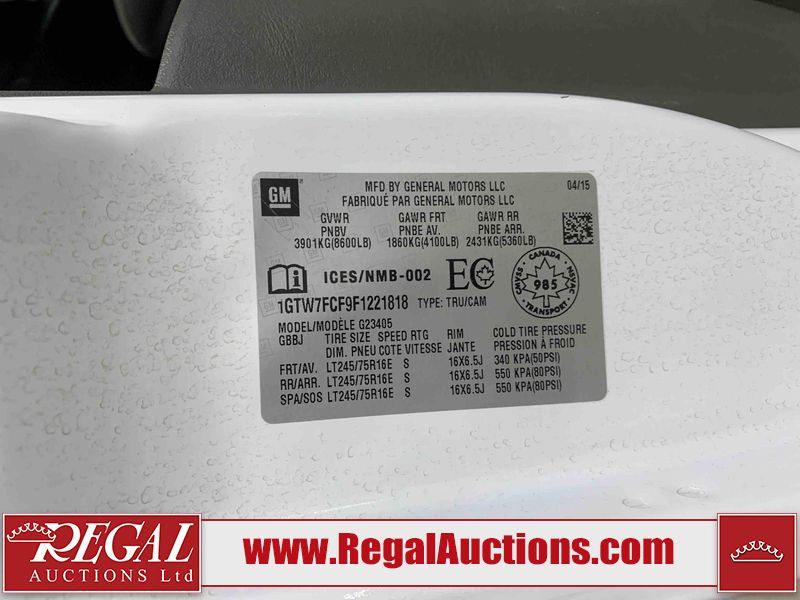 GM
MFD BY GENERAL MOTORS LLC 04/15
FABRIQUÉ PAR GENERAL MOTORS LLC
GVWR GAWR FRT GAWR RR
PNBV PNBE AV. PNBE ARR.
3901KG(8600LB) 1860KG(4100LB) 2431KG(5360LB)
ICES/NMB-002 EC
CANADA
CMVSS 985 NSVAC
TRANSPORT
1GTW7FCF9F1221818 TYPE: TRU/CAM
MODEL/MODÈLE G23405
GBBJ TIRE SIZE SPEED RTG RIM COLD TIRE PRESSURE
DIM. PNEU COTE VITESSE JANTE PRESSION À FROID
FRT/AV. LT245/75R16E S 16X6.5J 340 KPA(50PSI)
RR/ARR. LT245/75R16E S 16X6.5J 550 KPA(80PSI)
SPA/SOS LT245/75R16E S 16X6.5J 550 KPA(80PSI)
REGAL
AUCTIONS Ltd
www.RegalAuctions.com